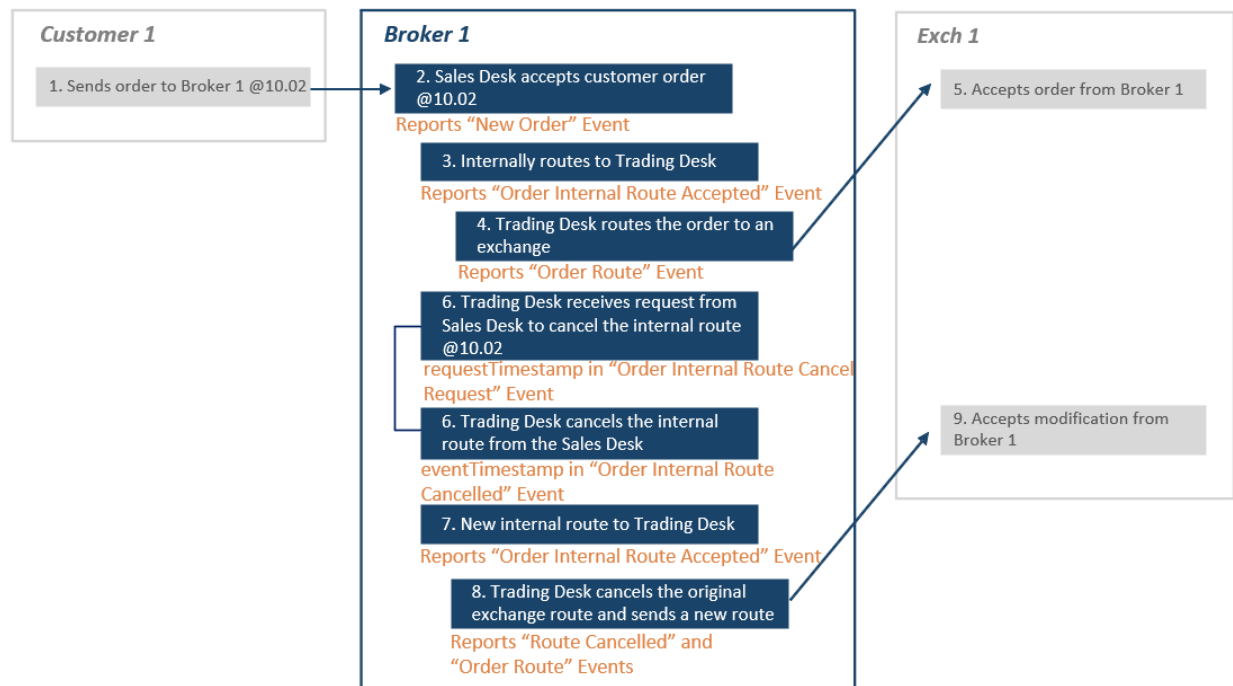 Customer 1
1. Sends order to Broker 1 @10.02
Broker 1
2. Sales Desk accepts customer order
@10.02
Reports “New Order” Event
3. Internally routes to Trading Desk
Reports “Order Internal Route Accepted” Event
4. Trading Desk routes the order to an
exchange
Reports “Order Route” Event
Exch 1
5. Accepts order from Broker 1
6. Trading Desk receives request from
Sales Desk to cancel the internal route
@10.02
requestTimestamp in “Order Internal Route Cancel
Request” Event
6. Trading Desk cancels the internal
route from the Sales Desk
eventTimestamp in “Order Internal Route
Cancelled” Event
7. New internal route to Trading Desk
Reports “Order Internal Route Accepted” Event
8. Trading Desk cancels the original
exchange route and sends a new route
Reports “Route Cancelled” and
“Order Route” Events
9. Accepts modification from
Broker 1